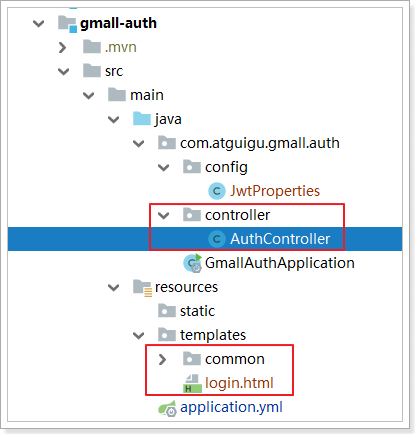 gmall-auth
.mvn
src
main
java
com.atguigu.gmall.auth
config
JwtProperties
controller
AuthController
GmallAuthApplication
resources
static
templates
common
login.html
application.yml